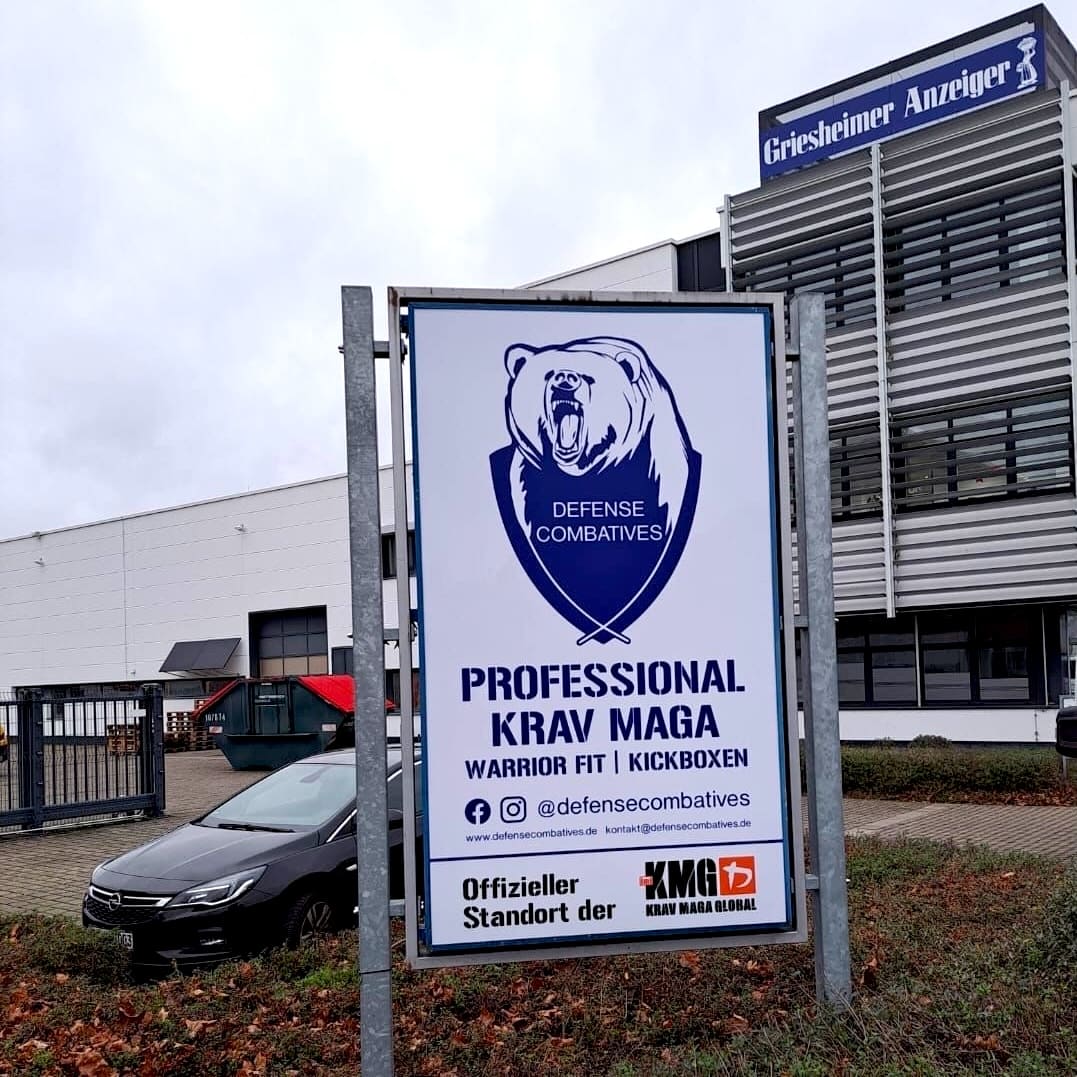 Griesheimer Anzeiger
DEFENSE
COMBATIVES
PROFESSIONAL
KRAV MAGA
WARRIOR FIT | KICKBOXEN
@defensecombatives
www.defensecombatives.de kontakt@defensecombatives.de
Offizieller
Standort der
KMG
KRAV MAGA GLOBAL